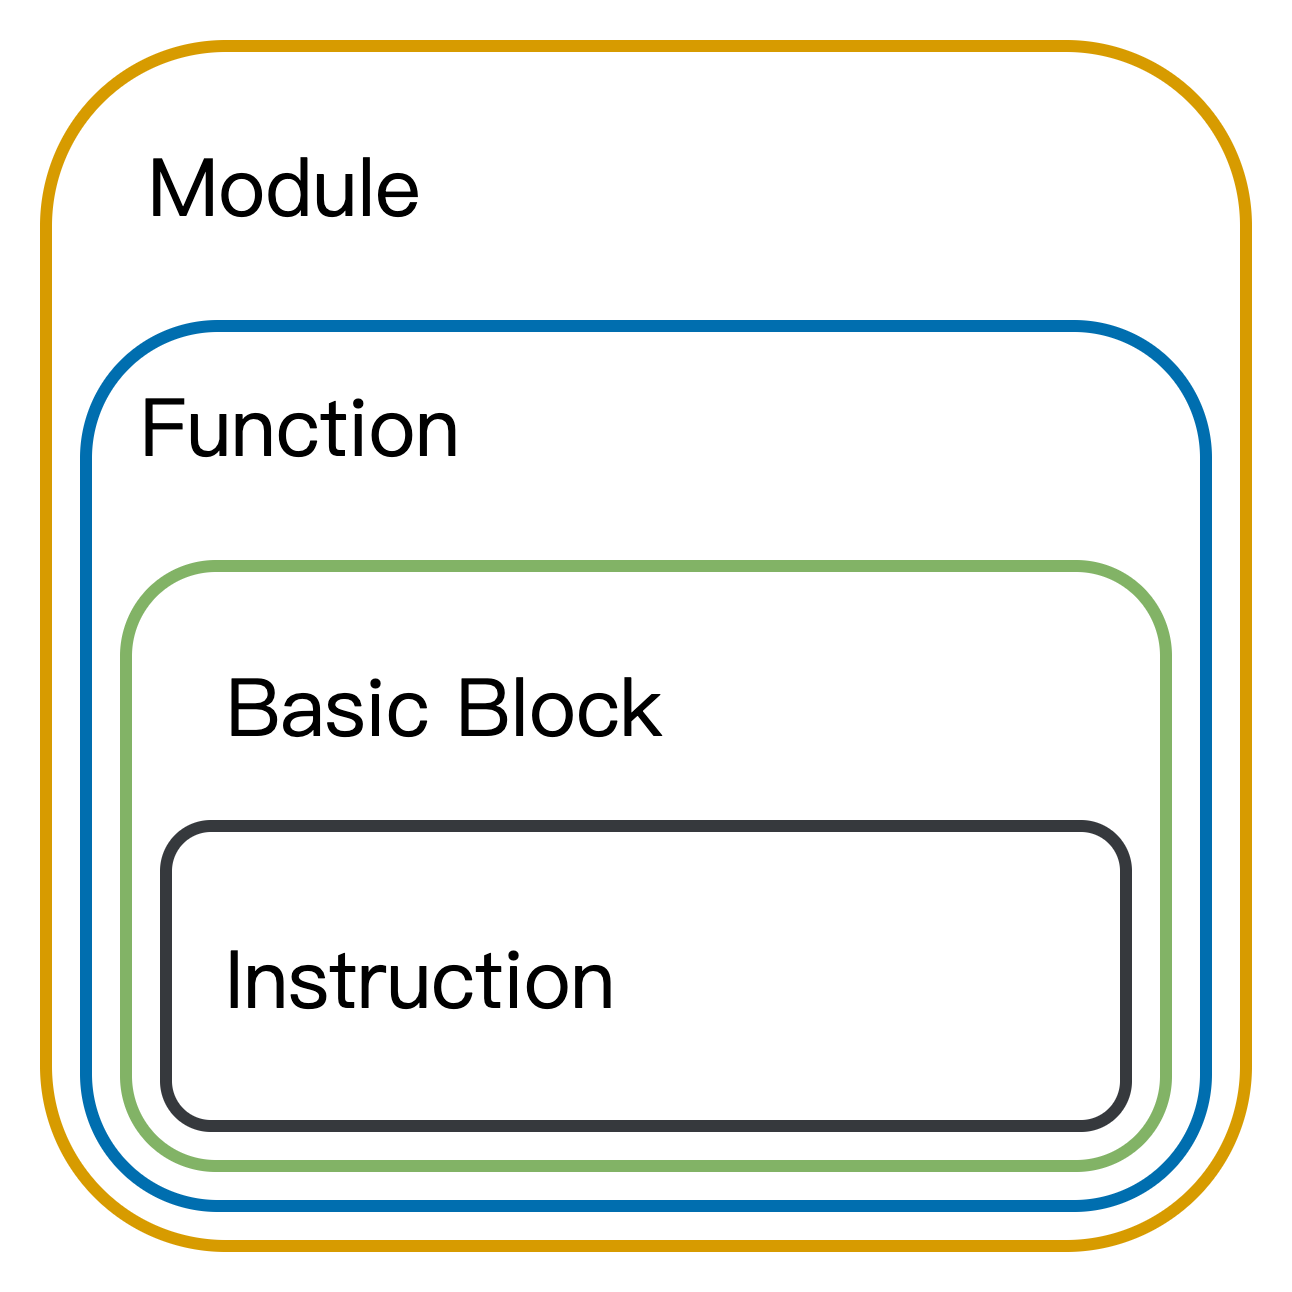 Module
Function
Basic Block
Instruction